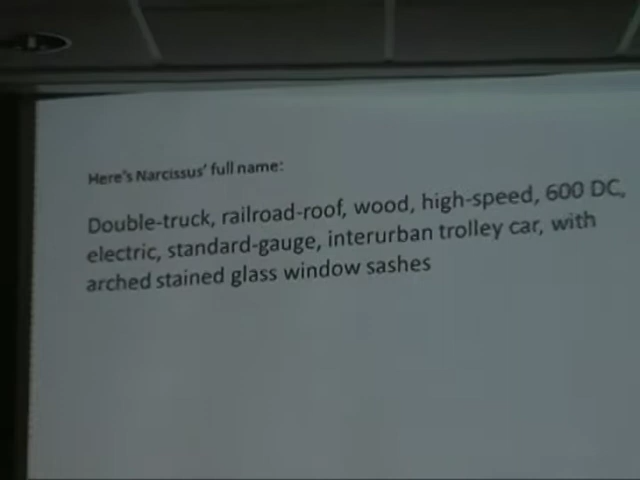 Here's Narcissus' full name:
Double-truck, railroad-roof, wood, high-speed, 600 DC,
electric, standard-gauge, interurban trolley car, with
arched stained glass window sashes